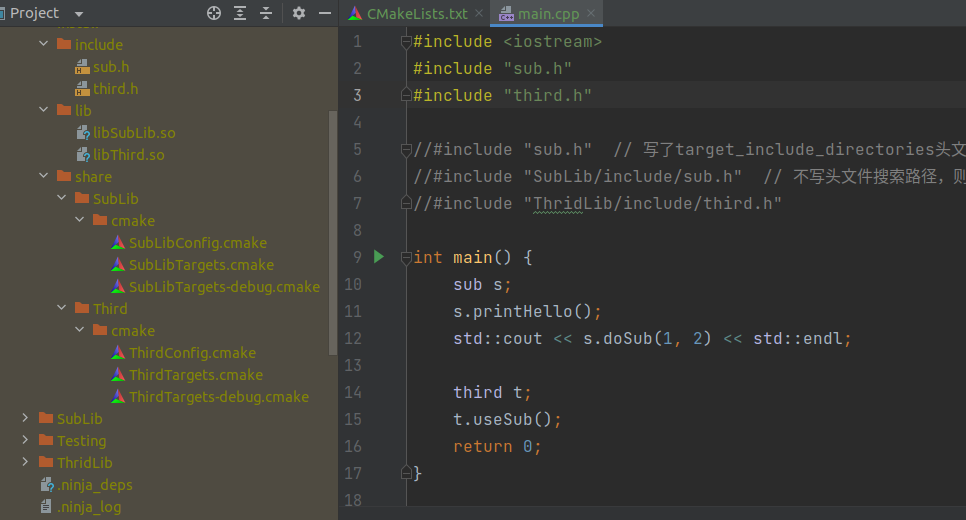 Project
CMakeLists.txt
main.cpp
include
sub.h
third.h
lib
libSubLib.so
libThird.so
share
SubLib
cmake
SubLibConfig.cmake
SubLibTargets.cmake
SubLibTargets-debug.cmake
Third
cmake
ThirdConfig.cmake
ThirdTargets.cmake
ThirdTargets-debug.cmake
SubLib
Testing
ThridLib
.ninja_deps
.ninja_log
1 #include <iostream>
2 #include "sub.h"
3 #include "third.h"
4
5 //#include "sub.h"  // 写了target_include_directories头文
6 //#include "SubLib/include/sub.h"  // 不写头文件搜索路径，则
7 //#include "ThridLib/include/third.h"
8
9 int main() {
10     sub s;
11     s.printHello();
12     std::cout << s.doSub(1, 2) << std::endl;
13
14     third t;
15     t.useSub();
16     return 0;
17 }
18